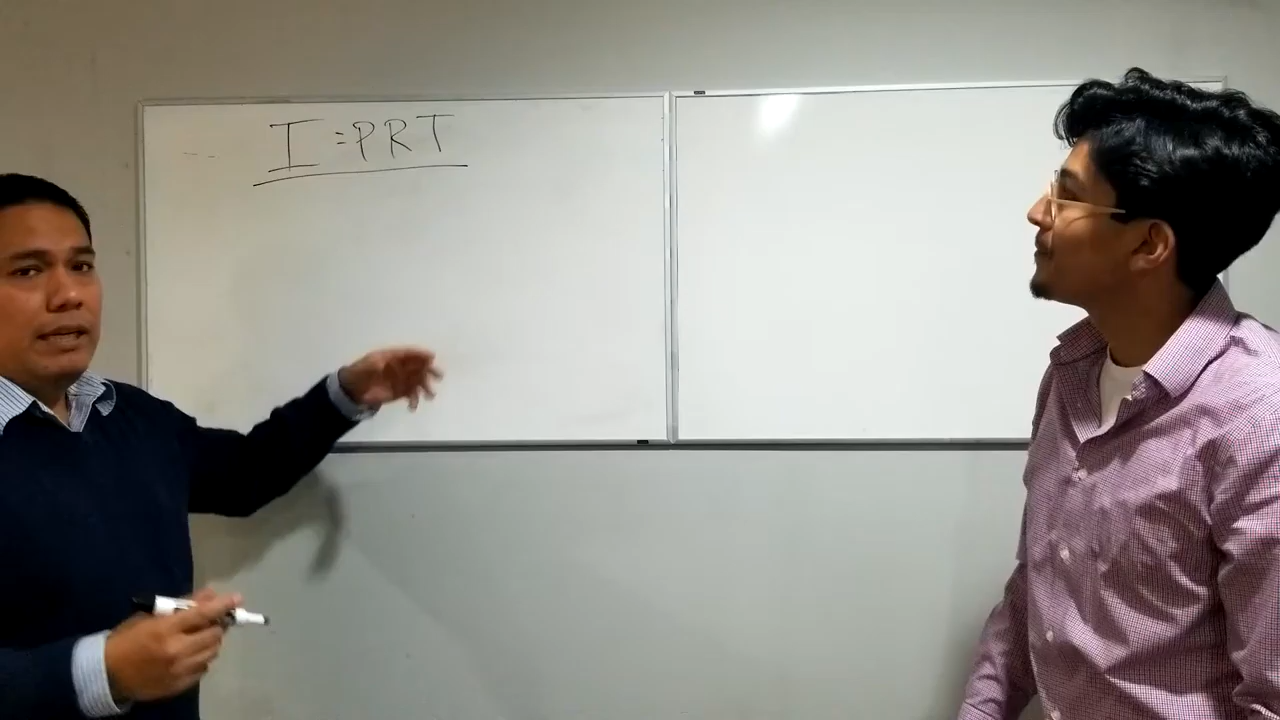 I = PRT